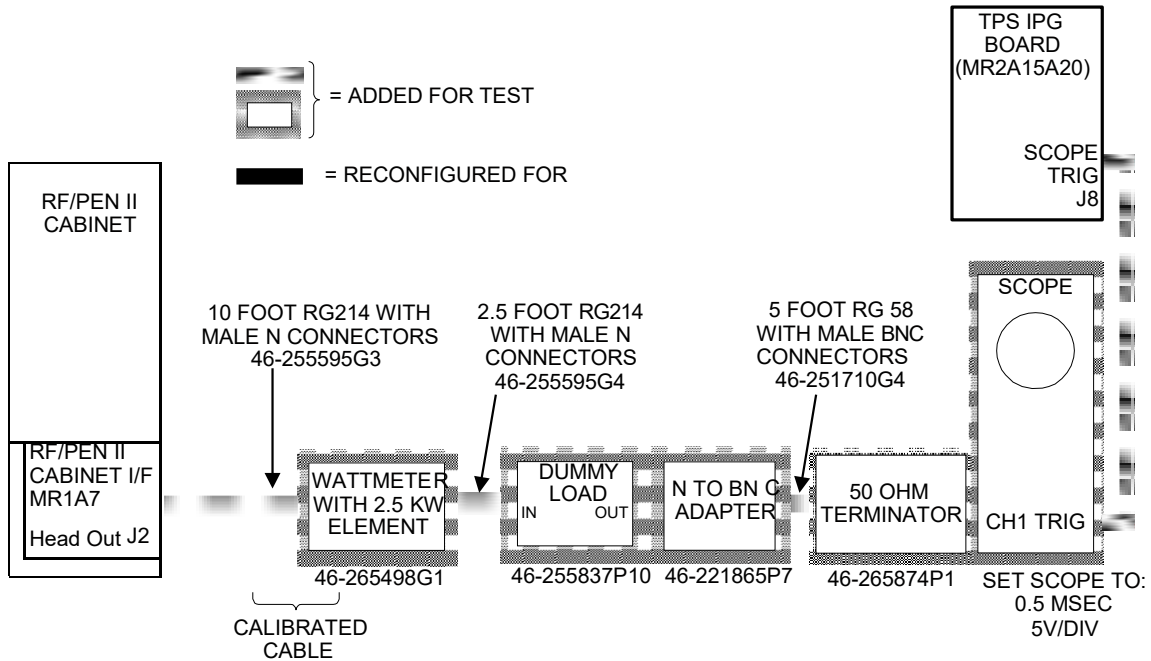 TPS IPG
BOARD
(MR2A15A20)
SCOPE
TRIG
J8
= ADDED FOR TEST
= RECONFIGURED FOR
RF/PEN II
CABINET
RF/PEN II
CABINET I/F
MR1A7
Head Out J2
10 FOOT RG214 WITH
MALE N CONNECTORS
46-255595G3
2.5 FOOT RG214
WITH MALE N
CONNECTORS
46-255595G4
5 FOOT RG 58
WITH MALE BNC
CONNECTORS
46-251710G4
WATTMETER
WITH 2.5 KW
ELEMENT
46-265498G1
DUMMY
LOAD
IN OUT
46-255837P10
N TO BN C
ADAPTER
46-221865P7
50 OHM
TERMINATOR
46-265874P1
SCOPE
CH1 TRIG
SET SCOPE TO:
0.5 MSEC
5V/DIV
CALIBRATED
CABLE